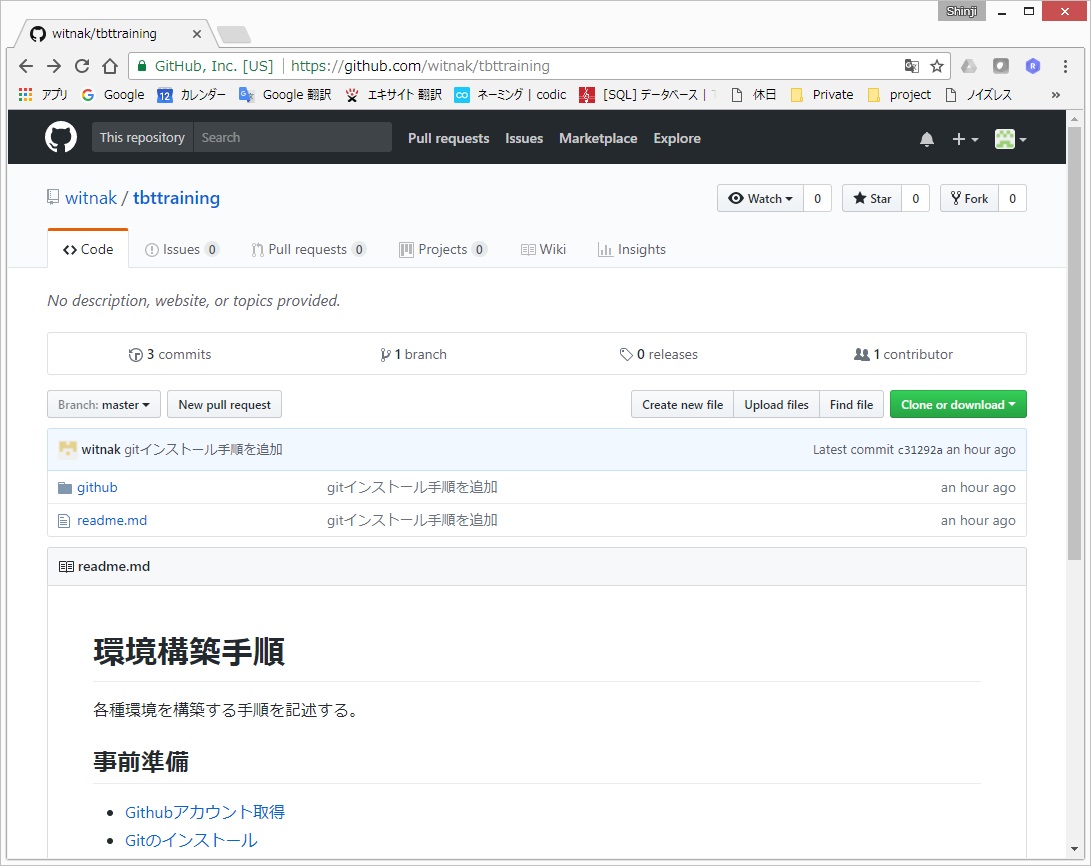 Shinji
witnak/tbttraining
GitHub, Inc. [US] | https://github.com/witnak/tbttraining
アプリ Google 12 カレンダー Google 翻訳 エキサイト 翻訳 co ネーミング | codic [SQL] データベース | 休日 Private project ノイズレス »
This repository Search Pull requests Issues Marketplace Explore
witnak / tbttraining Watch 0 Star 0 Fork 0
Code Issues 0 Pull requests 0 Projects 0 Wiki Insights
No description, website, or topics provided.
3 commits 1 branch 0 releases 1 contributor
Branch: master New pull request Create new file Upload files Find file Clone or download
witnak gitインストール手順を追加 Latest commit c31292a an hour ago
github gitインストール手順を追加 an hour ago
readme.md gitインストール手順を追加 an hour ago
readme.md
環境構築手順
各種環境を構築する手順を記述する。
事前準備
Githubアカウント取得
Gitのインストール